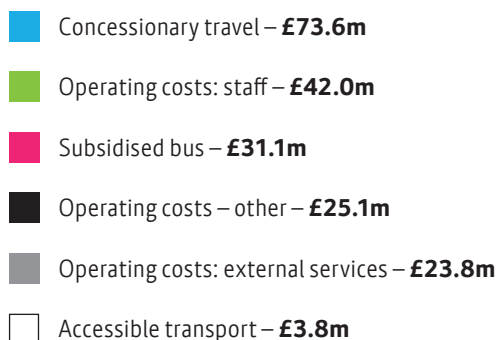 Concessionary travel – £73.6m
Operating costs: staff – £42.0m
Subsidised bus – £31.1m
Operating costs – other – £25.1m
Operating costs: external services – £23.8m
Accessible transport – £3.8m